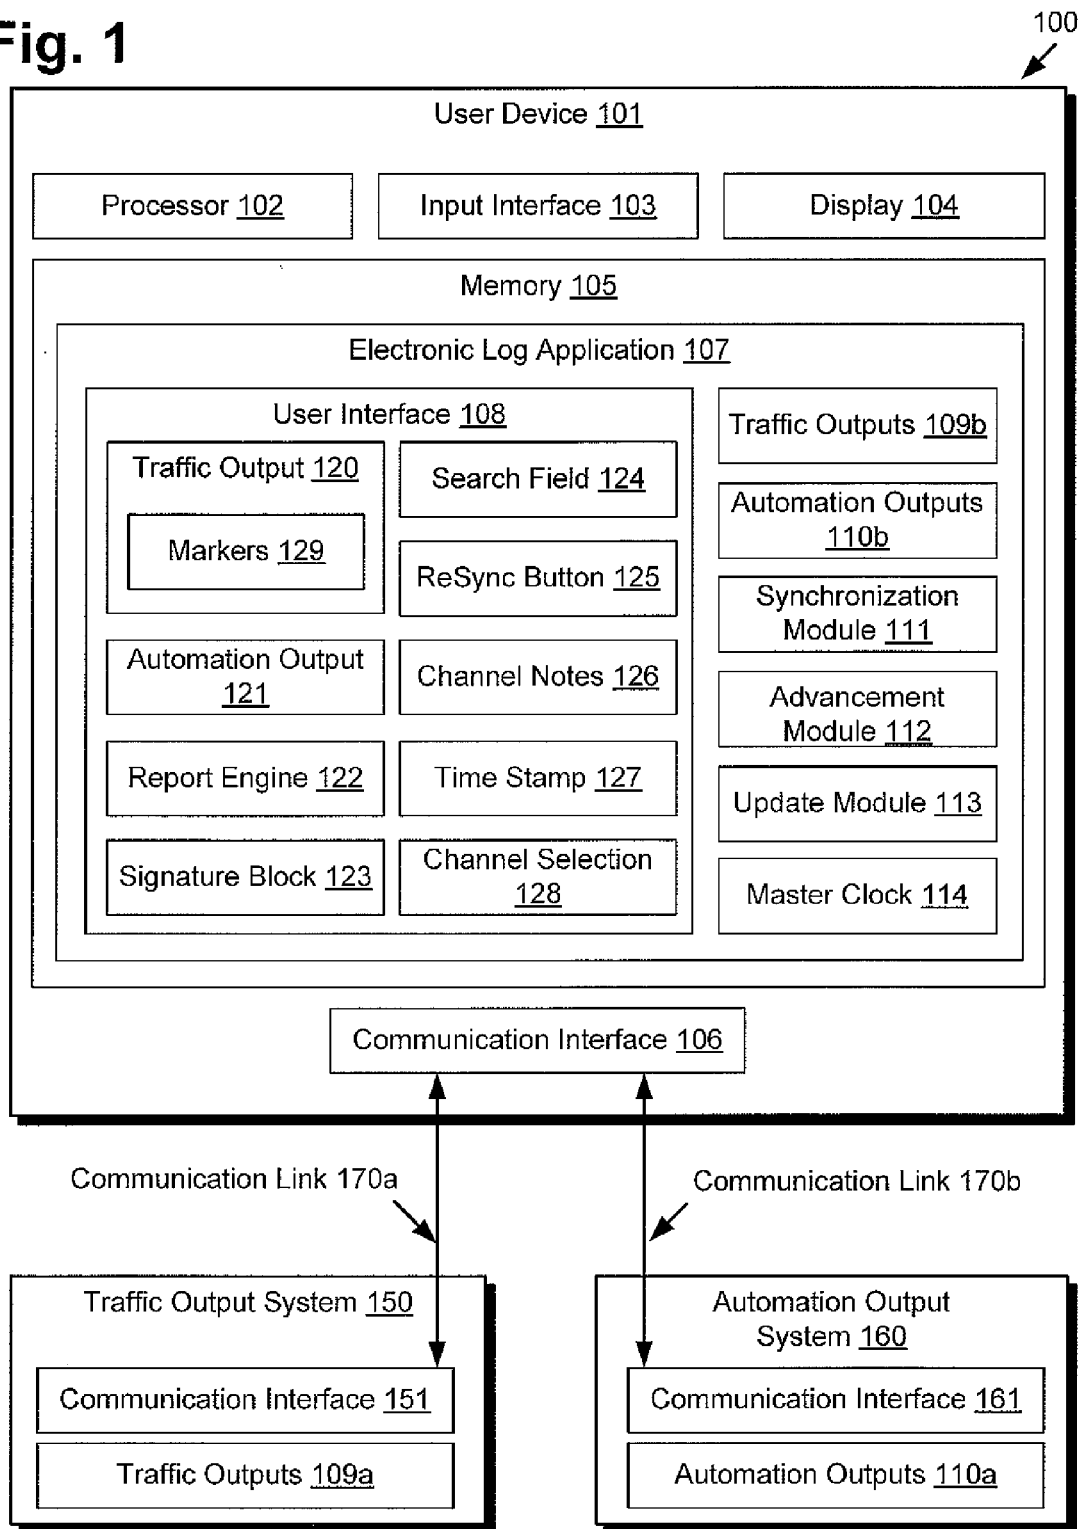 Fig. 1
100
User Device 101
Processor 102
Input Interface 103
Display 104
Memory 105
Electronic Log Application 107
User Interface 108
Traffic Output 120
Markers 129
Automation Output
121
Report Engine 122
Signature Block 123
Search Field 124
ReSync Button 125
Channel Notes 126
Time Stamp 127
Channel Selection
128
Traffic Outputs 109b
Automation Outputs
110b
Synchronization
Module 111
Advancement
Module 112
Update Module 113
Master Clock 114
Communication Interface 106
Communication Link 170a
Communication Link 170b
Traffic Output System 150
Communication Interface 151
Traffic Outputs 109a
Automation Output
System 160
Communication Interface 161
Automation Outputs 110a